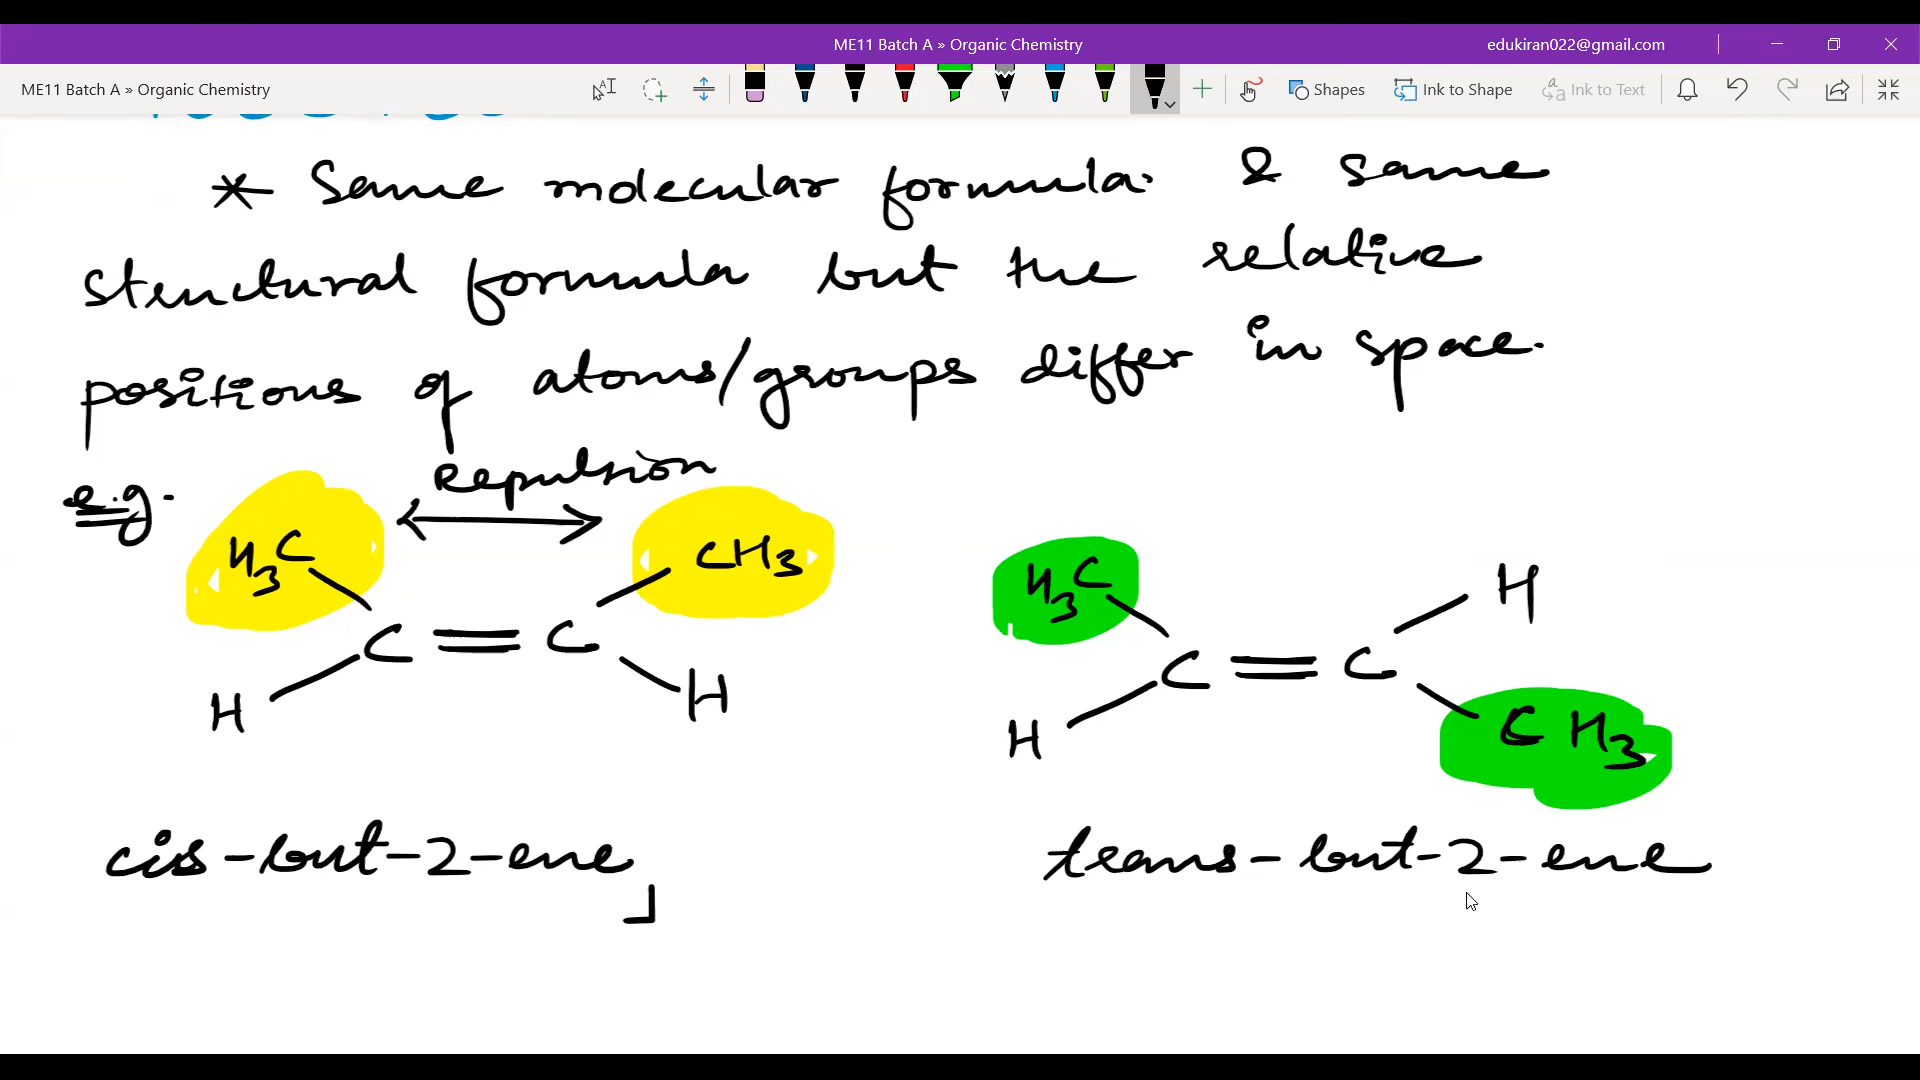 ME11 Batch A » Organic Chemistry
edukiran022@gmail.com
ME11 Batch A » Organic Chemistry
Shapes
Ink to Shape
Ink to Text
* Same molecular formula & same
structural formula but the relative
positions of atoms/groups differ in space.
e.g.
Repulsion
H3C CH3
C = C
H H
H3C H
C = C
H CH3
cis-but-2-ene
trans-but-2-ene